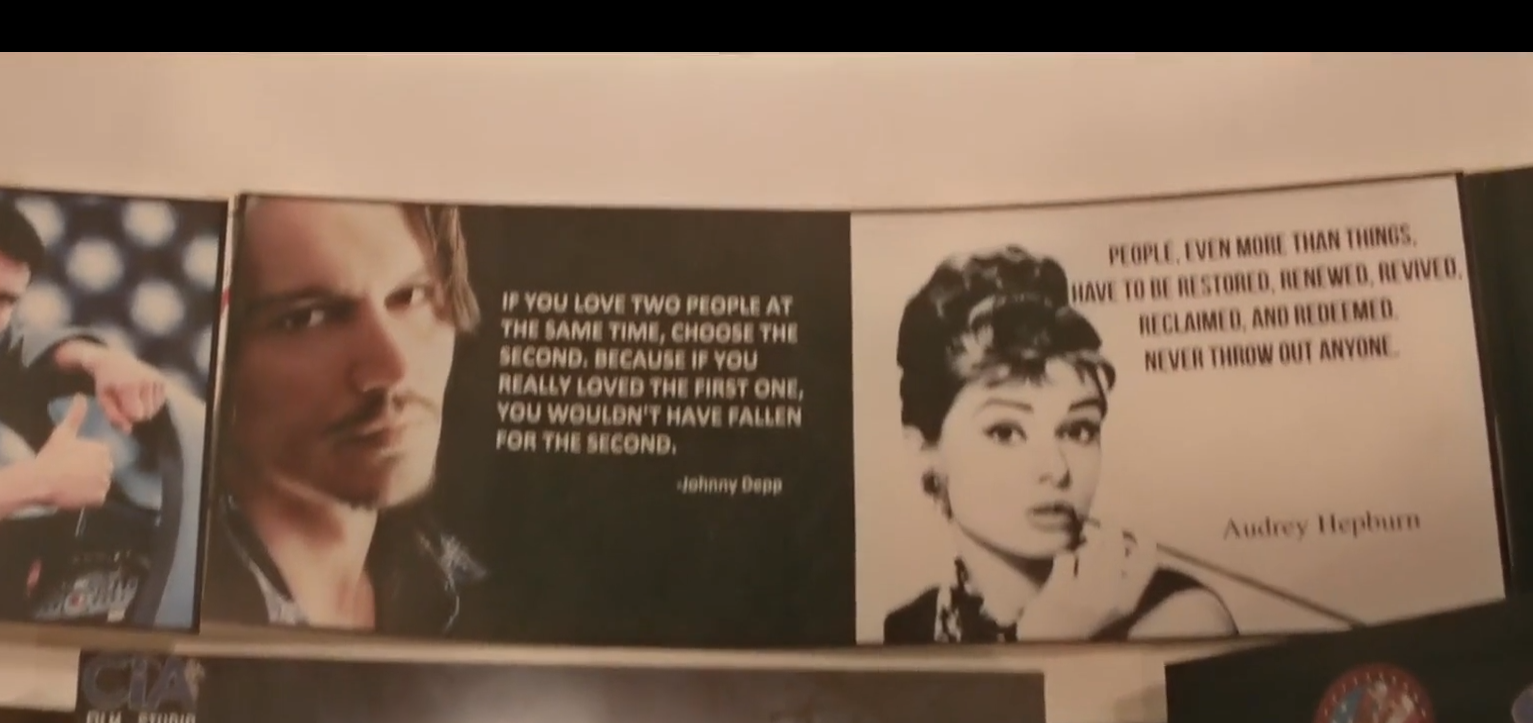 IF YOU LOVE TWO PEOPLE AT
THE SAME TIME, CHOOSE THE
SECOND. BECAUSE IF YOU
REALLY LOVED THE FIRST ONE,
YOU WOULDN'T HAVE FALLEN
FOR THE SECOND.
-Johnny Depp
PEOPLE, EVEN MORE THAN THINGS,
HAVE TO BE RESTORED, RENEWED, REVIVED,
RECLAIMED, AND REDEEMED.
NEVER THROW OUT ANYONE.
Audrey Hepburn
CiA
FILM STUDIO